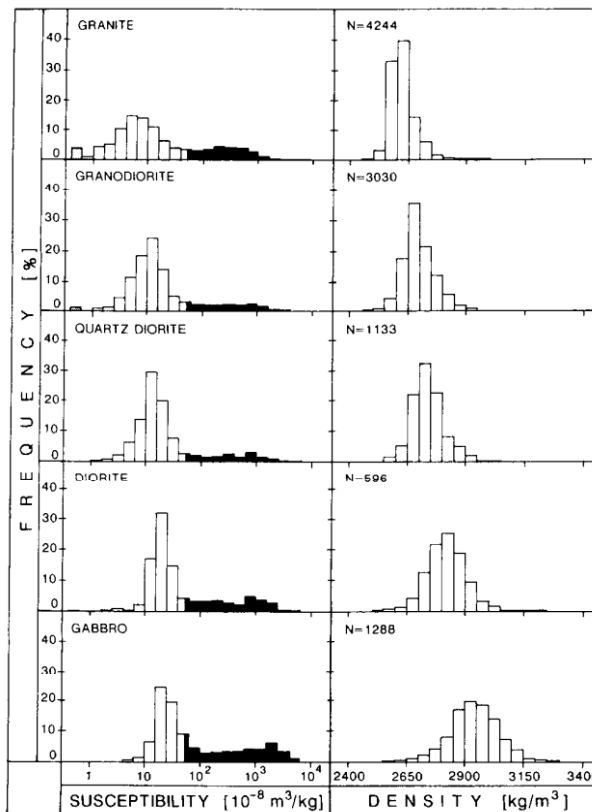 GRANITE
N=4244
40
30
20
10
0
GRANODIORITE
N=3030
40
30
20
10
0
QUARTZ DIORITE
N=1133
40
30
20
10
0
DIORITE
N=596
40
30
20
10
0
GABBRO
N=1288
40
30
20
10
0
FREQUENCY [%]
1 10 10² 10³ 10⁴
2400 2650 2900 3150 3400
SUSCEPTIBILITY [10⁻⁸ m³/kg]
DENSITY [kg/m³]